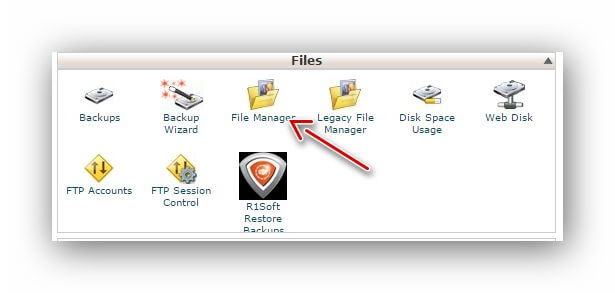 Files
Backups
Backup
Wizard
File Manager
Legacy File
Manager
Disk Space
Usage
Web Disk
FTP Accounts
FTP Session
Control
R1Soft
Restore
Backups